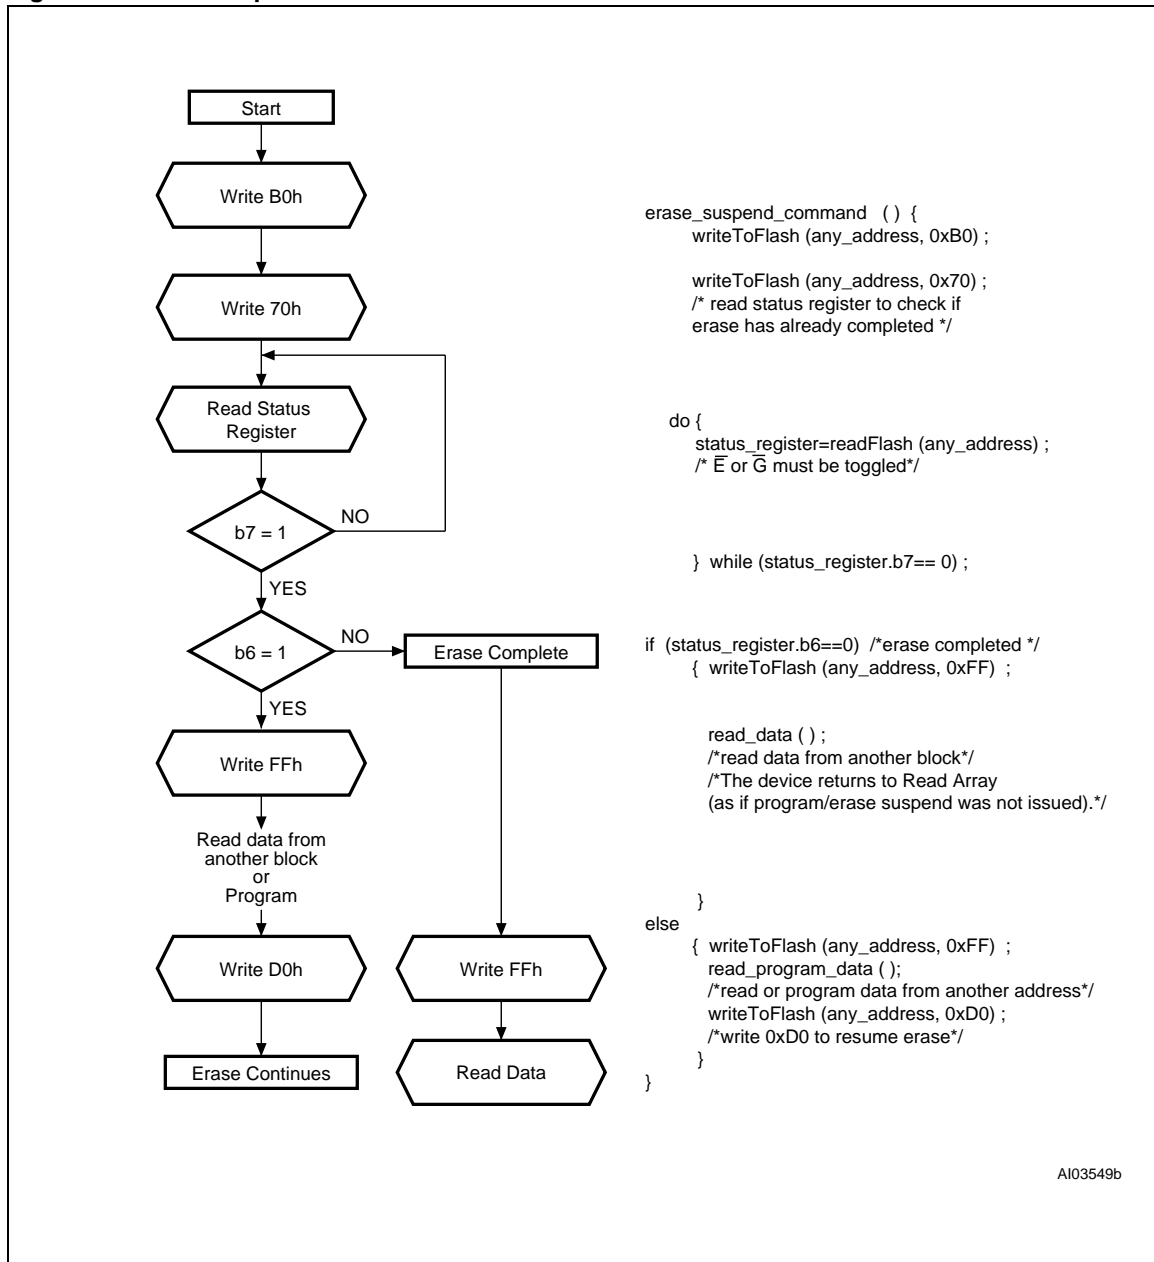 Start
Write B0h
Write 70h
Read Status
Register
b7 = 1
NO
YES
b6 = 1
NO
Erase Complete
YES
Write FFh
Read data from
another block
or
Program
Write D0h
Write FFh
Erase Continues
Read Data
erase_suspend_command ( ) {
writeToFlash (any_address, 0xB0) ;
writeToFlash (any_address, 0x70) ;
/* read status register to check if
erase has already completed */
do {
status_register=readFlash (any_address) ;
/* E̅ or G̅ must be toggled*/
} while (status_register.b7== 0) ;
if (status_register.b6==0) /*erase completed */
{ writeToFlash (any_address, 0xFF) ;
read_data ( ) ;
/*read data from another block*/
/*The device returns to Read Array
(as if program/erase suspend was not issued).*/
}
else
{ writeToFlash (any_address, 0xFF) ;
read_program_data ( );
/*read or program data from another address*/
writeToFlash (any_address, 0xD0) ;
/*write 0xD0 to resume erase*/
}
}
AI03549b